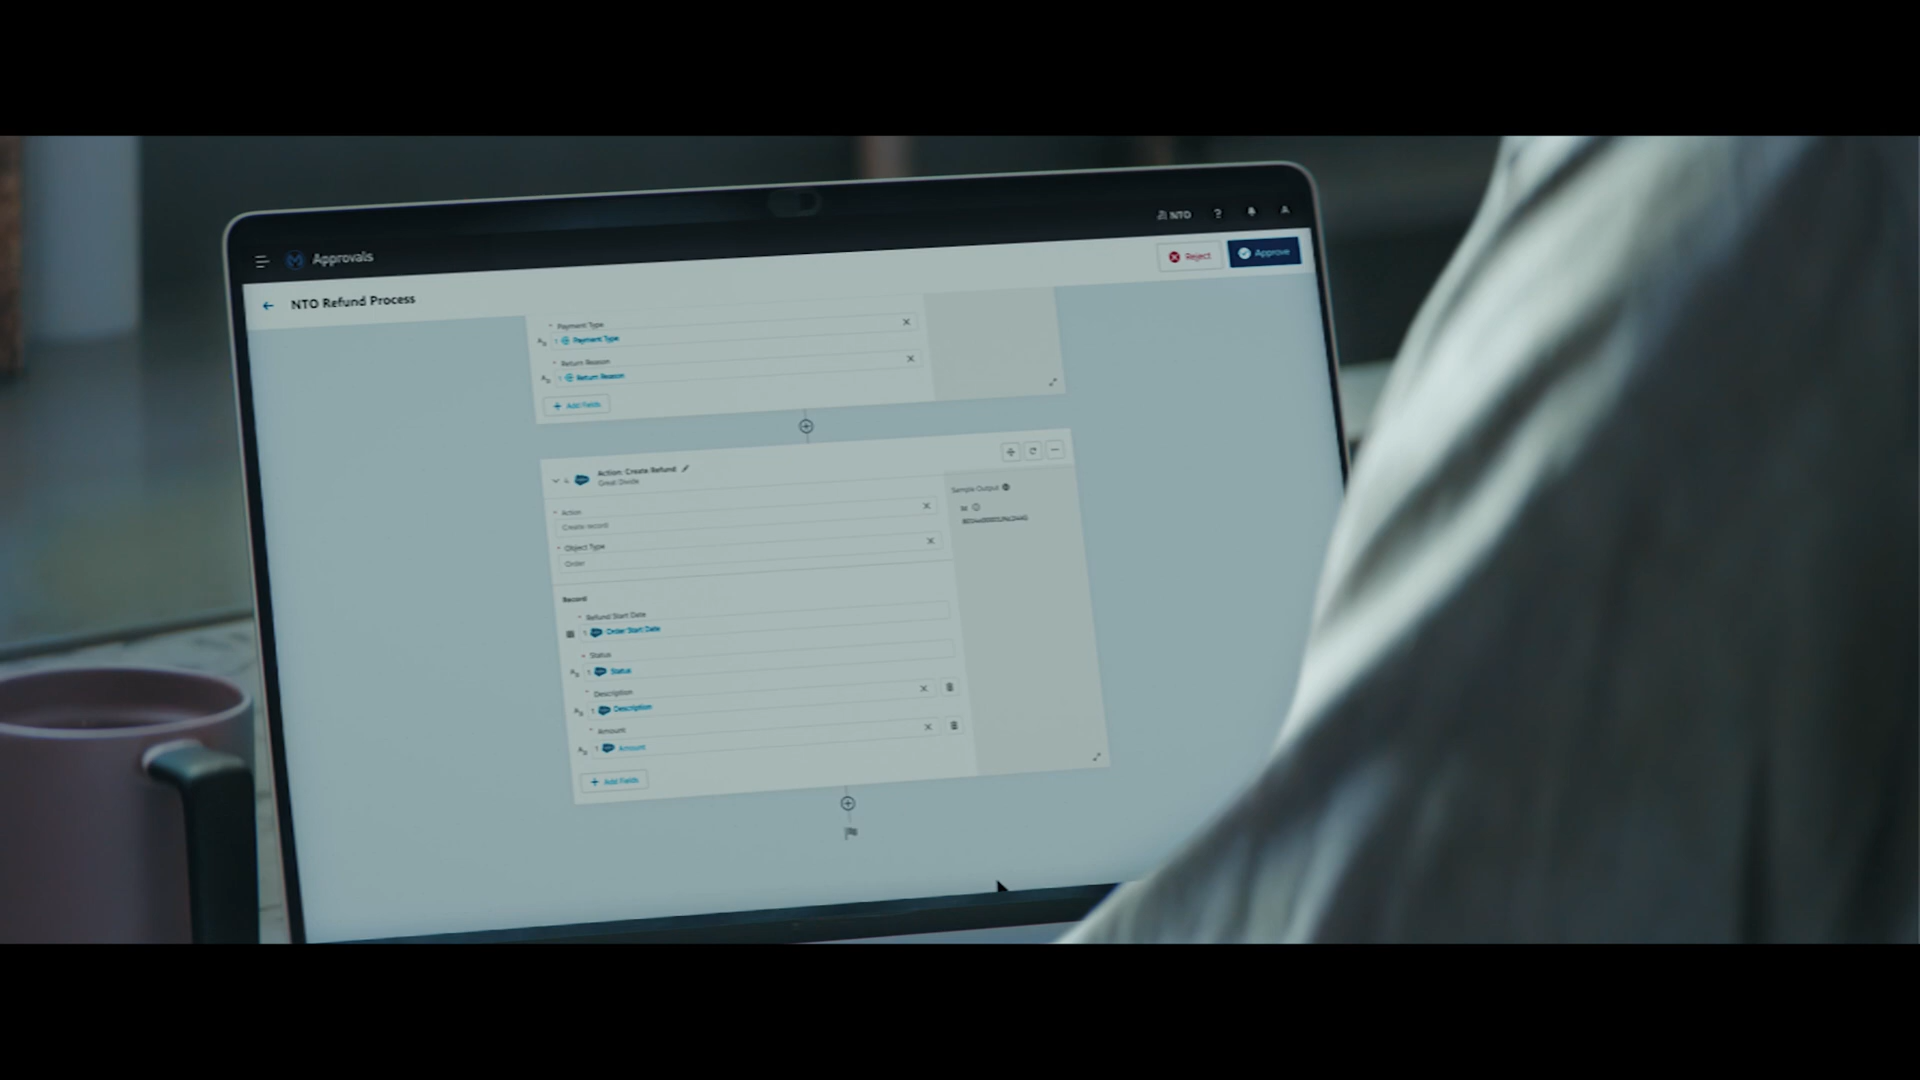 NTO ?
Approvals
Reject Approve
NTO Refund Process
* Payment Type
Payment Type
* Return Reason
Return Reason
+ Add Fields
Action: Create Refund
Great Divide
* Action
Create record
* Object Type
Order
Sample Output
Record
* Refund Start Date
Order Start Date
* Status
Status
* Description
Description
* Amount
Amount
+ Add Fields